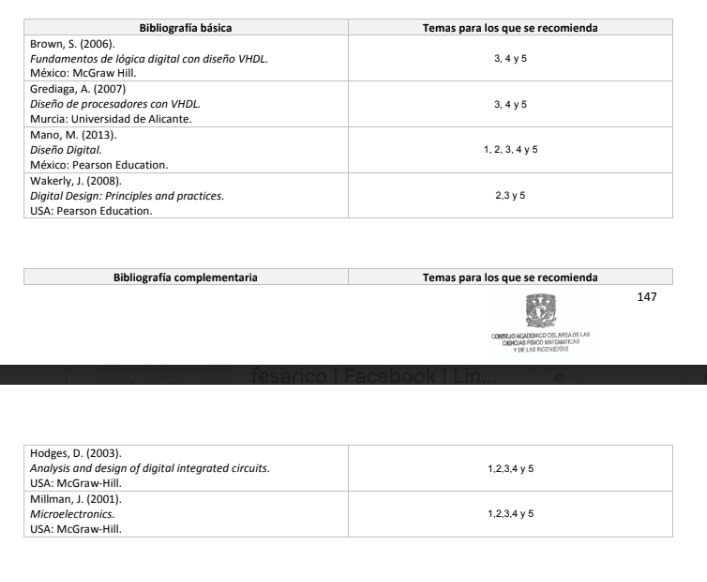 Bibliografía básica
Temas para los que se recomienda
Brown, S. (2006).
Fundamentos de lógica digital con diseño VHDL.
México: McGraw Hill.
3, 4 y 5
Grediaga, A. (2007)
Diseño de procesadores con VHDL.
Murcia: Universidad de Alicante.
3, 4 y 5
Mano, M. (2013).
Diseño Digital.
México: Pearson Education.
1, 2, 3, 4 y 5
Wakerly, J. (2008).
Digital Design: Principles and practices.
USA: Pearson Education.
2,3 y 5
Bibliografía complementaria
Temas para los que se recomienda
147
CONSEJO ACADEMICO DEL AREA DE LAS
CIENCIAS FISICO MATEMATICAS
Y DE LAS INGENIERÍAS
fesarico | Facebook | Lin...
Hodges, D. (2003).
Analysis and design of digital integrated circuits.
USA: McGraw-Hill.
1,2,3,4 y 5
Millman, J. (2001).
Microelectronics.
USA: McGraw-Hill.
1,2,3,4 y 5